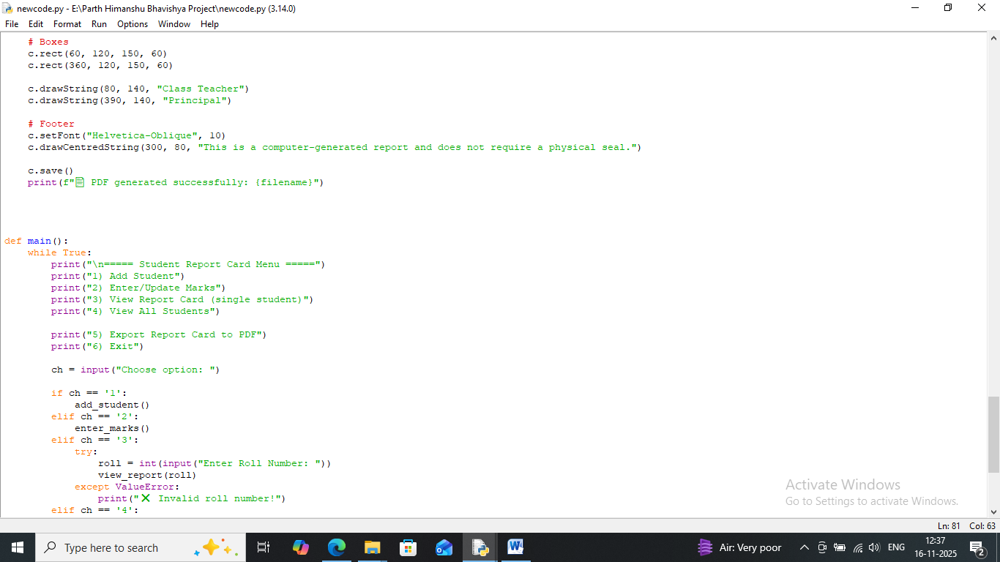 newcode.py - E:\Parth Himanshu Bhavishya Project\newcode.py (3.14.0)
File Edit Format Run Options Window Help
# Boxes
c.rect(60, 120, 150, 60)
c.rect(360, 120, 150, 60)
c.drawString(80, 140, "Class Teacher")
c.drawString(390, 140, "Principal")
# Footer
c.setFont("Helvetica-Oblique", 10)
c.drawCentredString(300, 80, "This is a computer-generated report and does not require a physical seal.")
c.save()
print(f"📄 PDF generated successfully: {filename}")
def main():
while True:
print("\n===== Student Report Card Menu =====")
print("1) Add Student")
print("2) Enter/Update Marks")
print("3) View Report Card (single student)")
print("4) View All Students")
print("5) Export Report Card to PDF")
print("6) Exit")
ch = input("Choose option: ")
if ch == '1':
add_student()
elif ch == '2':
enter_marks()
elif ch == '3':
try:
roll = int(input("Enter Roll Number: "))
view_report(roll)
except ValueError:
print("❌ Invalid roll number!")
elif ch == '4':
Activate Windows
Go to Settings to activate Windows.
Ln: 81 Col: 63
Type here to search
Air: Very poor
ENG
12:37
16-11-2025
2